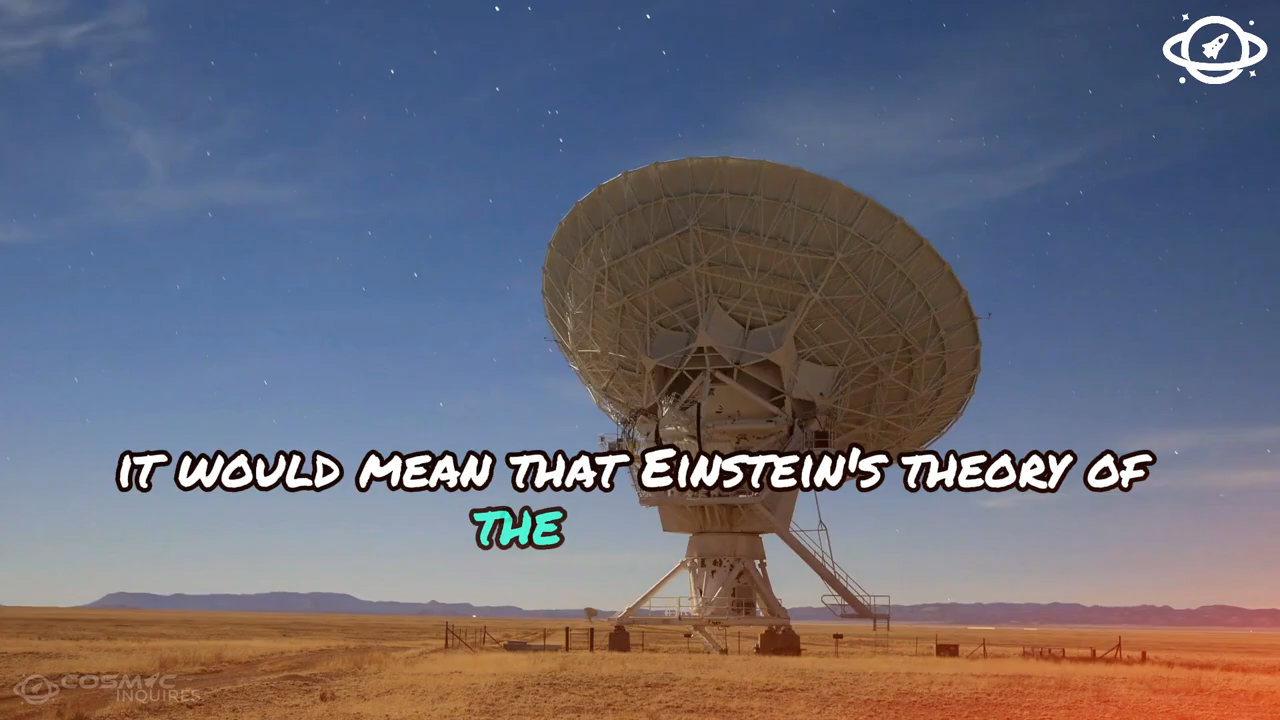 it would mean that Einstein's theory of
the
COSMIC
INQUIRES